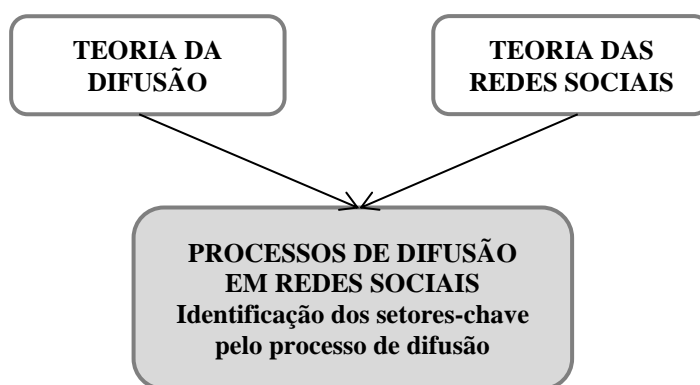 TEORIA DA
DIFUSÃO
TEORIA DAS
REDES SOCIAIS
PROCESSOS DE DIFUSÃO
EM REDES SOCIAIS
Identificação dos setores-chave
pelo processo de difusão